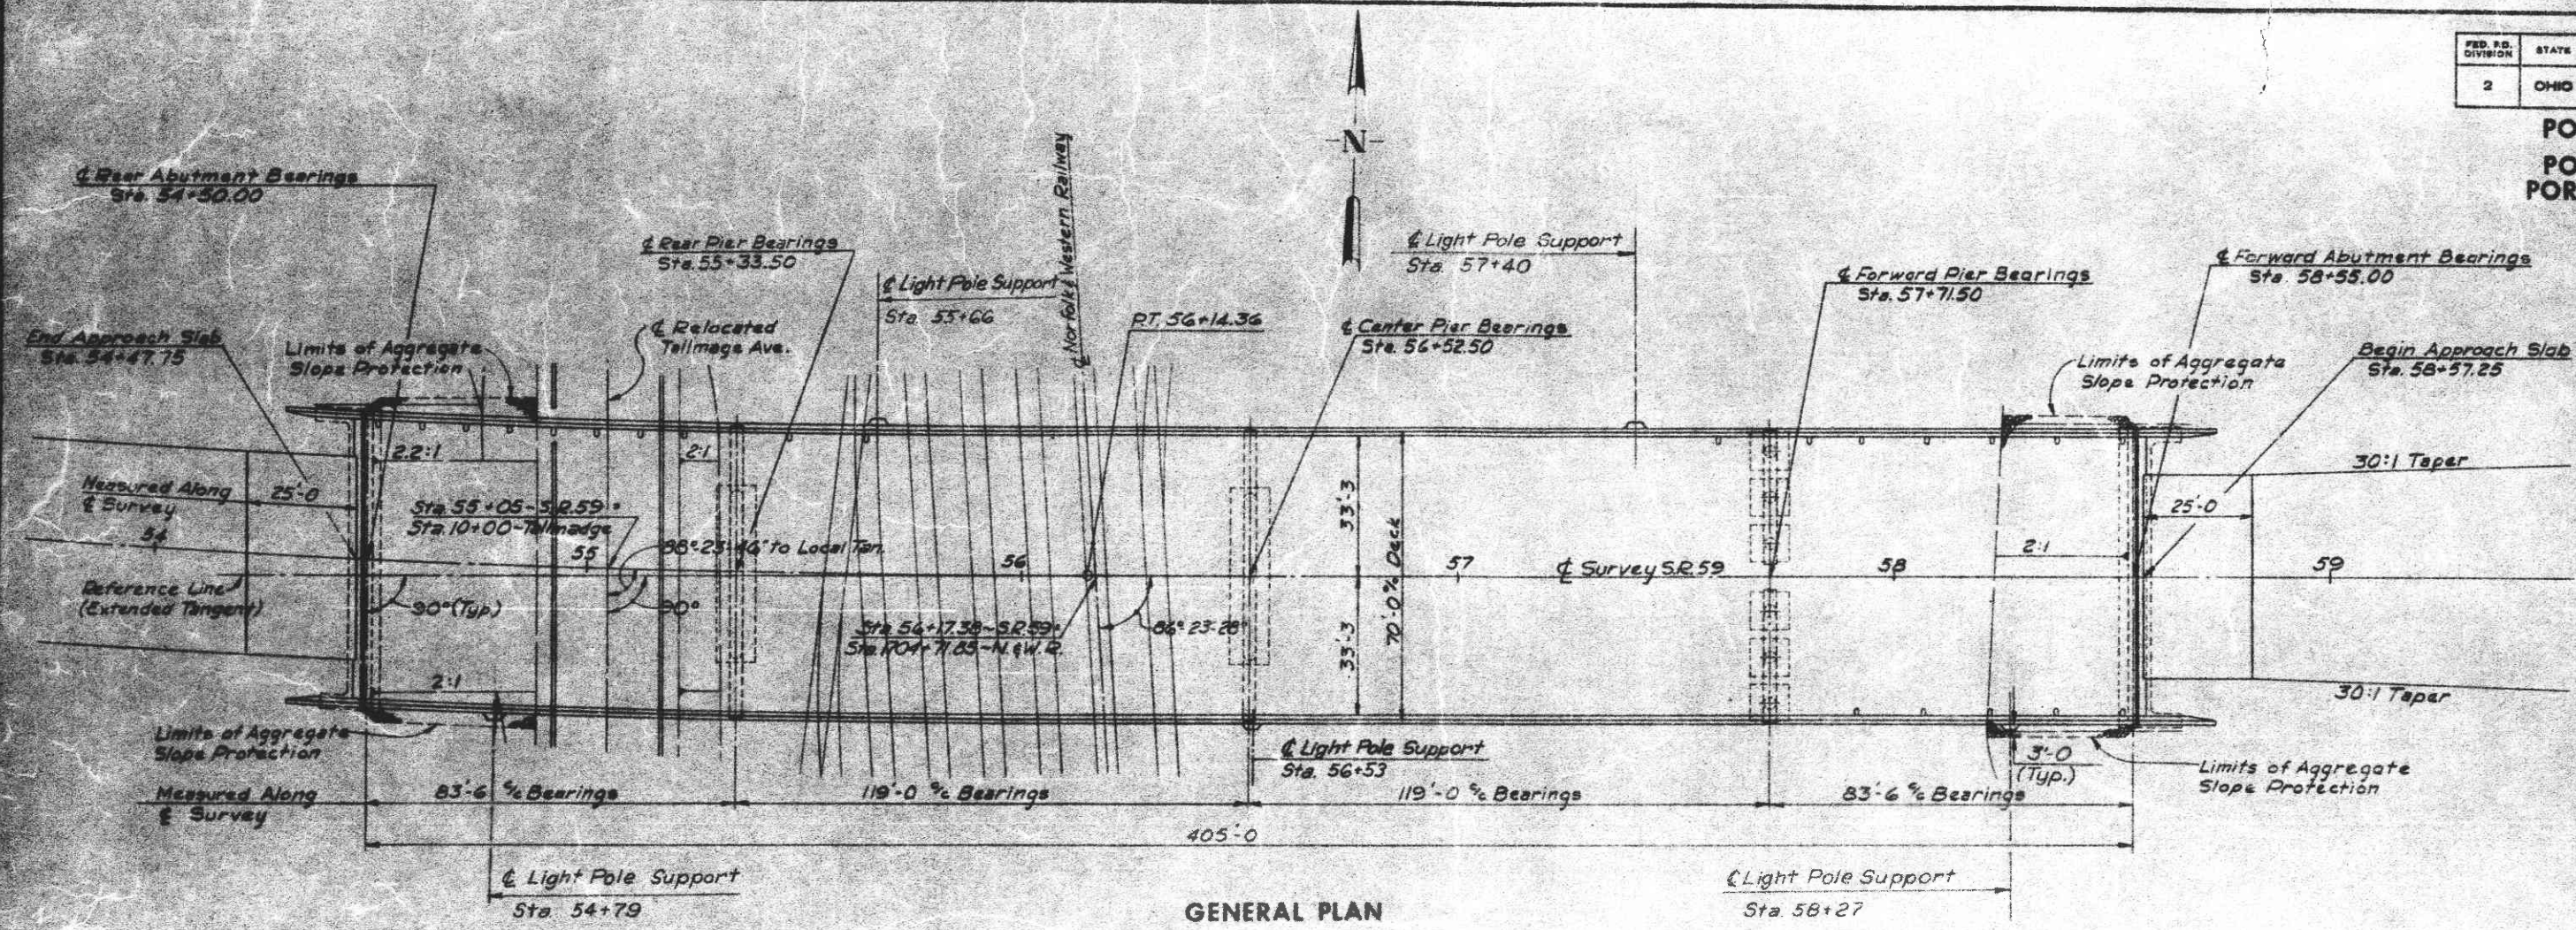 FED. RD. DIVISION
STATE
2
OHIO
PO
PO
POR
N
℄ Rear Abutment Bearings
Sta. 54+50.00
℄ Rear Pier Bearings
Sta. 55+33.50
℄ Light Pole Support
Sta. 55+66
℄ Norfolk & Western Railway
℄ Light Pole Support
Sta. 57+40
℄ Forward Pier Bearings
Sta. 57+71.50
℄ Forward Abutment Bearings
Sta. 58+55.00
End Approach Slab
Sta. 54+47.75
Limits of Aggregate
Slope Protection
℄ Relocated
Tallmage Ave.
P.T. 56+14.36
℄ Center Pier Bearings
Sta. 56+52.50
Limits of Aggregate
Slope Protection
Begin Approach Slab
Sta. 58+57.25
2.2:1
2:1
30:1 Taper
Measured Along
℄ Survey
25'-0
Sta. 55+05-S.R.59=
Sta. 10+00-Tallmadge
33'-3
70'-0 % Deck
25'-0
54
55
88°-23'-46" to Local Tan.
56
57
℄ Survey S.R.59
58
2:1
59
Reference Line
(Extended Tangent)
90° (Typ.)
90°
Sta. 56+17.38-S.R.59=
Sta. 1704+71.85-N.&W.R.
86°-23'-28"
33'-3
2:1
30:1 Taper
Limits of Aggregate
Slope Protection
℄ Light Pole Support
Sta. 56+53
3'-0
(Typ.)
Limits of Aggregate
Slope Protection
Measured Along
℄ Survey
83'-6 c/c Bearings
119'-0 c/c Bearings
119'-0 c/c Bearings
83'-6 c/c Bearings
405'-0
℄ Light Pole Support
Sta. 54+79
℄ Light Pole Support
Sta. 58+27
GENERAL PLAN